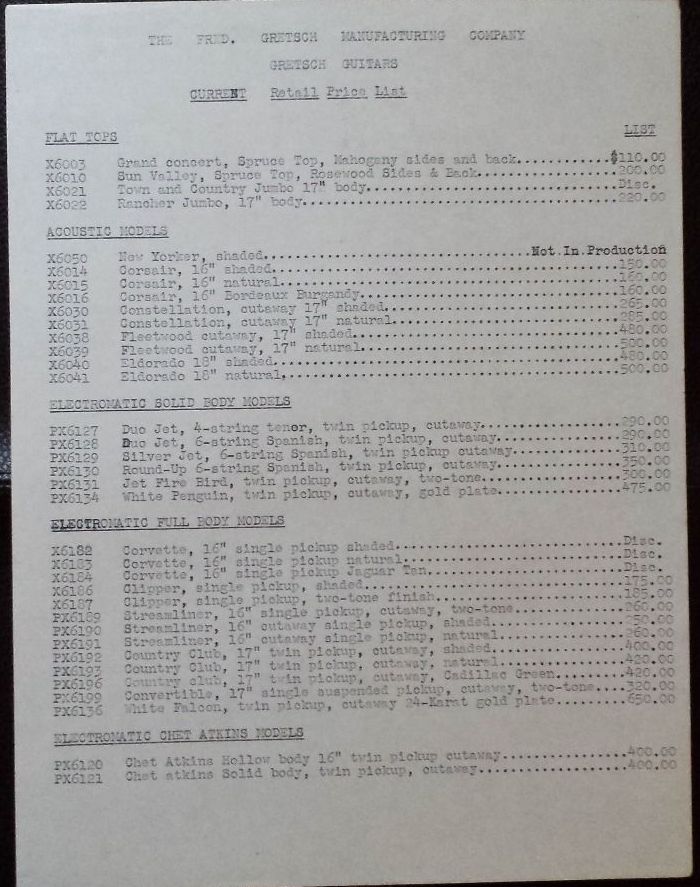 THE FRED. GRETSCH MANUFACTURING COMPANY
GRETSCH GUITARS
CURRENT Retail Price List
FLAT TOPS LIST
X6003 Grand concert, Spruce Top, Mahogany sides and back............$110.00
X6010 Sun Valley, Spruce Top, Rosewood Sides & Back..................200.00
X6021 Town and Country Jumbo 17" body................................Disc.
X6022 Rancher Jumbo, 17" body........................................220.00
ACOUSTIC MODELS
X6050 New Yorker, shaded..................................Not.In.Production
X6014 Corsair, 16" shaded............................................150.00
X6015 Corsair, 16" natural...........................................160.00
X6016 Corsair, 16" Bordeaux Burgandy.................................160.00
X6030 Constellation, cutaway 17" shaded..............................265.00
X6031 Constellation, cutaway 17" natural.............................285.00
X6038 Fleetwood cutaway, 17" shaded..................................480.00
X6039 Fleetwood cutaway, 17" natural.................................500.00
X6040 Eldorado 18" shaded............................................480.00
X6041 Eldorado 18" natural,..........................................500.00
ELECTROMATIC SOLID BODY MODELS
PX6127 Duo Jet, 4-string tenor, twin pickup, cutaway..................290.00
PX6128 Duo Jet, 6-string Spanish, twin pickup, cutaway................290.00
PX6129 Silver Jet, 6-string Spanish, twin pickup cutaway..............310.00
PX6130 Round-Up 6-string Spanish, twin pickup, cutaway................350.00
PX6131 Jet Fire Bird, twin pickup, cutaway, two-tone..................300.00
PX6134 White Penguin, twin pickup, cutaway, gold plate................475.00
ELECTROMATIC FULL BODY MODELS
X6182 Corvette, 16" single pickup shaded.............................Disc.
X6183 Corvette, 16" single pickup natural............................Disc.
X6184 Corvette, 16" single pickup Jaguar Tan.........................Disc.
X6186 Clipper, single pickup, shaded.................................175.00
X6187 Clipper, single pickup, two-tone finish........................185.00
PX6189 Streamliner, 16" single pickup, cutaway, two-tone..............260.00
PX6190 Streamliner, 16" cutaway single pickup, shaded.................250.00
PX6191 Streamliner, 16" cutaway single pickup, natural................260.00
PX6192 Country Club, 17" twin pickup, cutaway, shaded.................400.00
PX6193 Country Club, 17" twin pickup, cutaway, natural................420.00
PX6196 Country club, 17" twin pickup, cutaway, Cadillac Green.........420.00
PX6199 Convertible, 17" single suspended pickup, cutaway, two-tone....320.00
PX6136 White Falcon, twin pickup, cutaway 24-Karat gold plate.........650.00
ELECTROMATIC CHET ATKINS MODELS
PX6120 Chet Atkins Hollow body 16" twin pickup cutaway................400.00
PX6121 Chet atkins Solid body, twin pickup, cutaway...................400.00